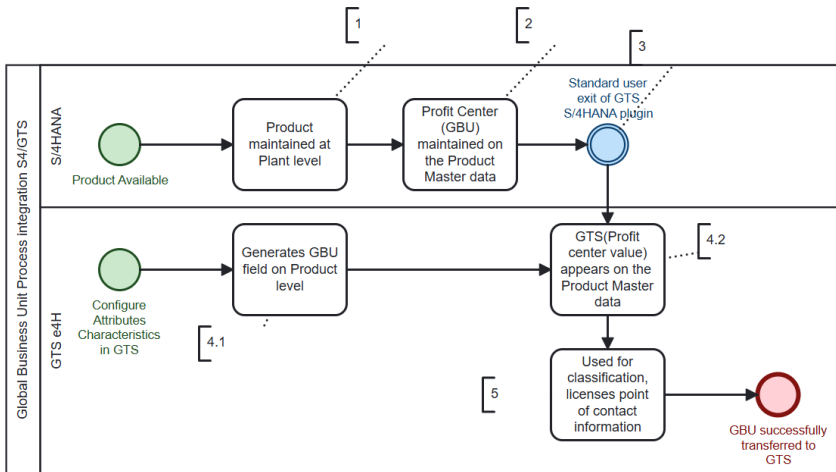 1
2
3
Global Business Unit Process integration S4/GTS
S/4HANA
Product Available
Product
maintained at
Plant level
Profit Center
(GBU)
maintained on
the Product
Master data
Standard user
exit of GTS
S/4HANA plugin
GTS e4H
Configure
Attributes
Characteristics
in GTS
Generates GBU
field on Product
level
4.1
GTS(Profit
center value)
appears on the
Product Master
data
4.2
5
Used for
classification,
licenses point
of contact
information
GBU successfully
transferred to
GTS